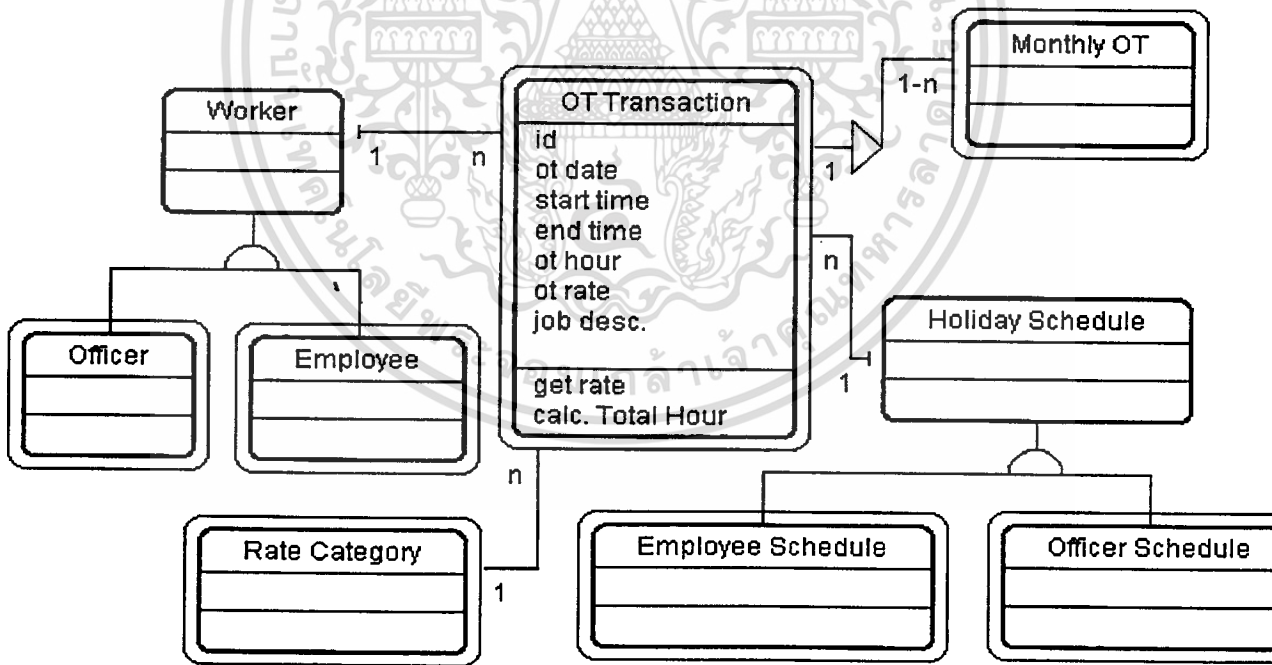 Monthly OT
1-n
Worker
1
n
OT Transaction
id
ot date
start time
end time
ot hour
ot rate
job desc.
get rate
calc. Total Hour
1
n
1
Holiday Schedule
Officer
Employee
n
1
Rate Category
Employee Schedule
Officer Schedule